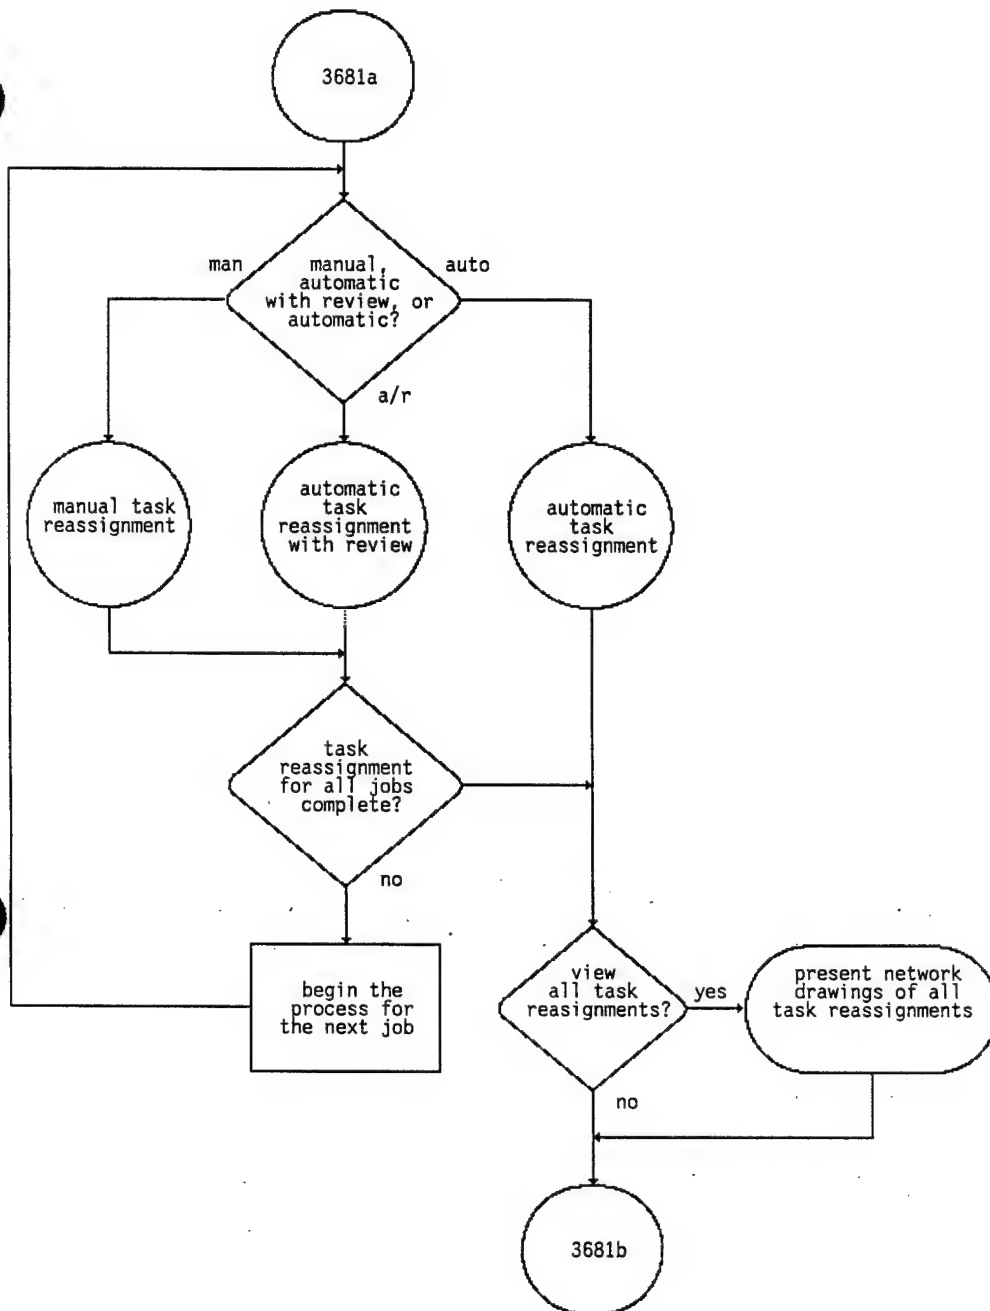 3681a
man
manual,
automatic
with review, or
automatic?
auto
a/r
manual task
reassignment
automatic
task
reassignment
with review
automatic
task
reassignment
task
reassignment
for all jobs
complete?
no
begin the
process for
the next job
view
all task
reasignments?
yes
present network
drawings of all
task reassignments
no
3681b